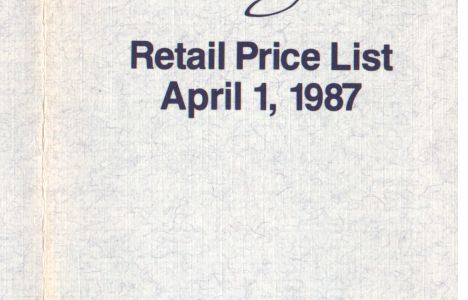 Retail Price List
April 1, 1987